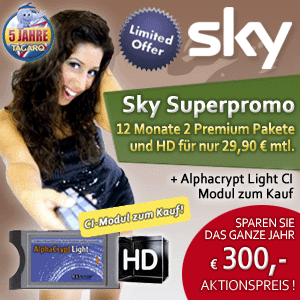 5 JAHRE
TAGARO
Limited
Offer
sky
Sky Superpromo
12 Monate 2 Premium Pakete
und HD für nur 29,90 € mtl.
+ Alphacrypt Light CI
Modul zum Kauf
CI-Modul zum Kauf!
AlphaCrypt Light
HD
SPAREN SIE
DAS GANZE JAHR
€ 300,-
AKTIONSPREIS !